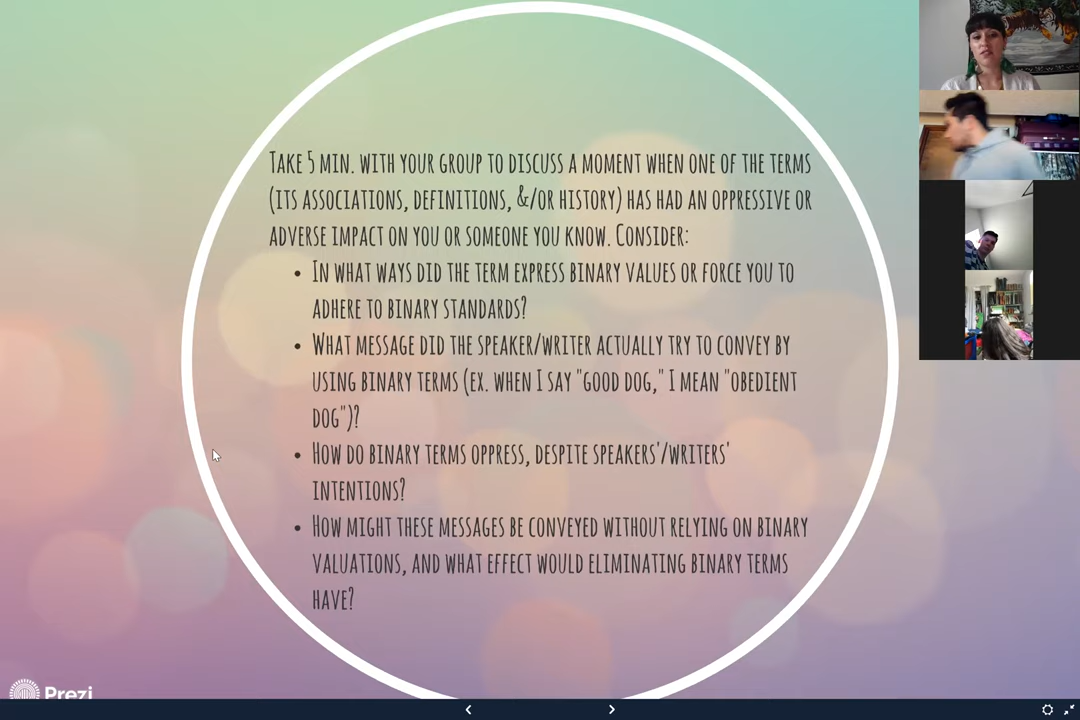 TAKE 5 MIN. WITH YOUR GROUP TO DISCUSS A MOMENT WHEN ONE OF THE TERMS
(ITS ASSOCIATIONS, DEFINITIONS, &/OR HISTORY) HAS HAD AN OPPRESSIVE OR
ADVERSE IMPACT ON YOU OR SOMEONE YOU KNOW. CONSIDER:
• IN WHAT WAYS DID THE TERM EXPRESS BINARY VALUES OR FORCE YOU TO
ADHERE TO BINARY STANDARDS?
• WHAT MESSAGE DID THE SPEAKER/WRITER ACTUALLY TRY TO CONVEY BY
USING BINARY TERMS (EX. WHEN I SAY "GOOD DOG," I MEAN "OBEDIENT
DOG")?
• HOW DO BINARY TERMS OPPRESS, DESPITE SPEAKERS'/WRITERS'
INTENTIONS?
• HOW MIGHT THESE MESSAGES BE CONVEYED WITHOUT RELYING ON BINARY
VALUATIONS, AND WHAT EFFECT WOULD ELIMINATING BINARY TERMS
HAVE?
Prezi